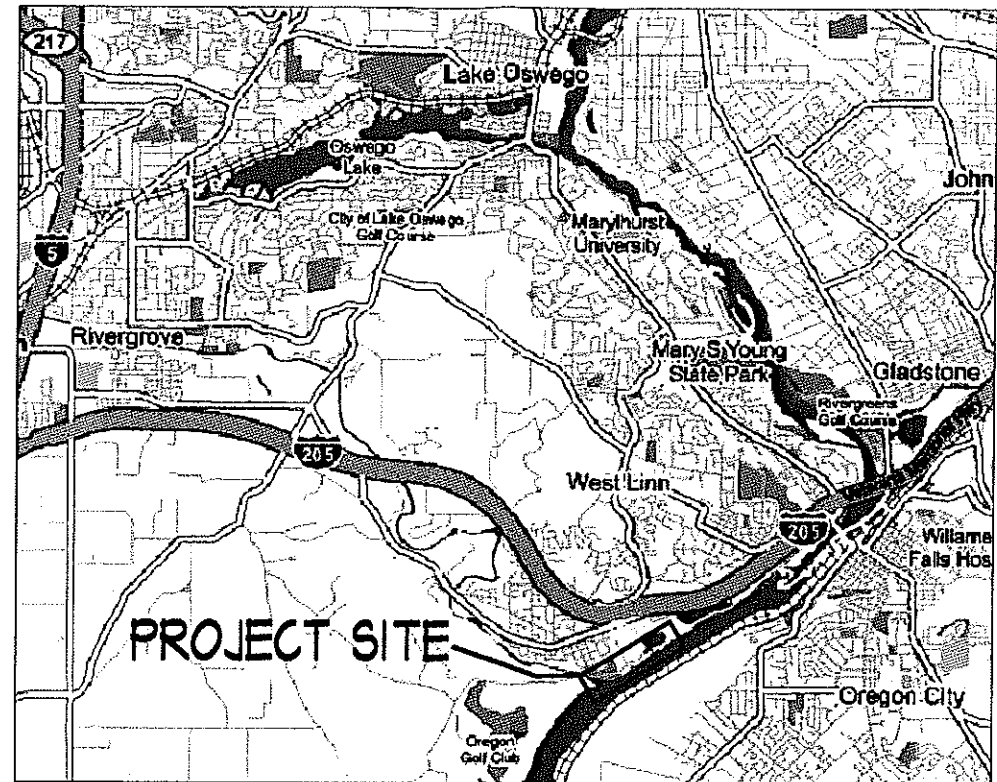 217
Lake Oswego
Oswego
Lake
John
City of Lake Oswego
Golf Course
Marylhurst
University
5
Rivergrove
Mary S Young
State Park
Gladstone
Rivergreens
Golf Course
205
West Linn
205
Willame
Falls Hos
PROJECT SITE
Oregon City
Oregon
Golf Club